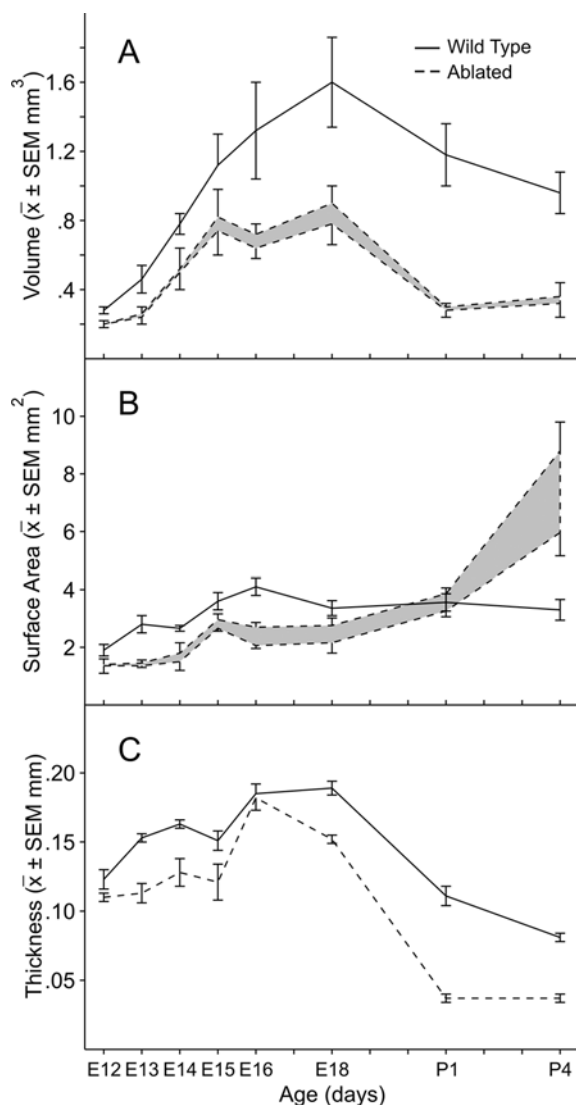 A
Wild Type
Ablated
Volume (x̅ ± SEM mm³)
1.6
1.2
.8
.4
B
Surface Area (x̅ ± SEM mm²)
10
8
6
4
2
C
Thickness (x̅ ± SEM mm)
.20
.15
.10
.05
E12 E13 E14 E15 E16 E18 P1 P4
Age (days)